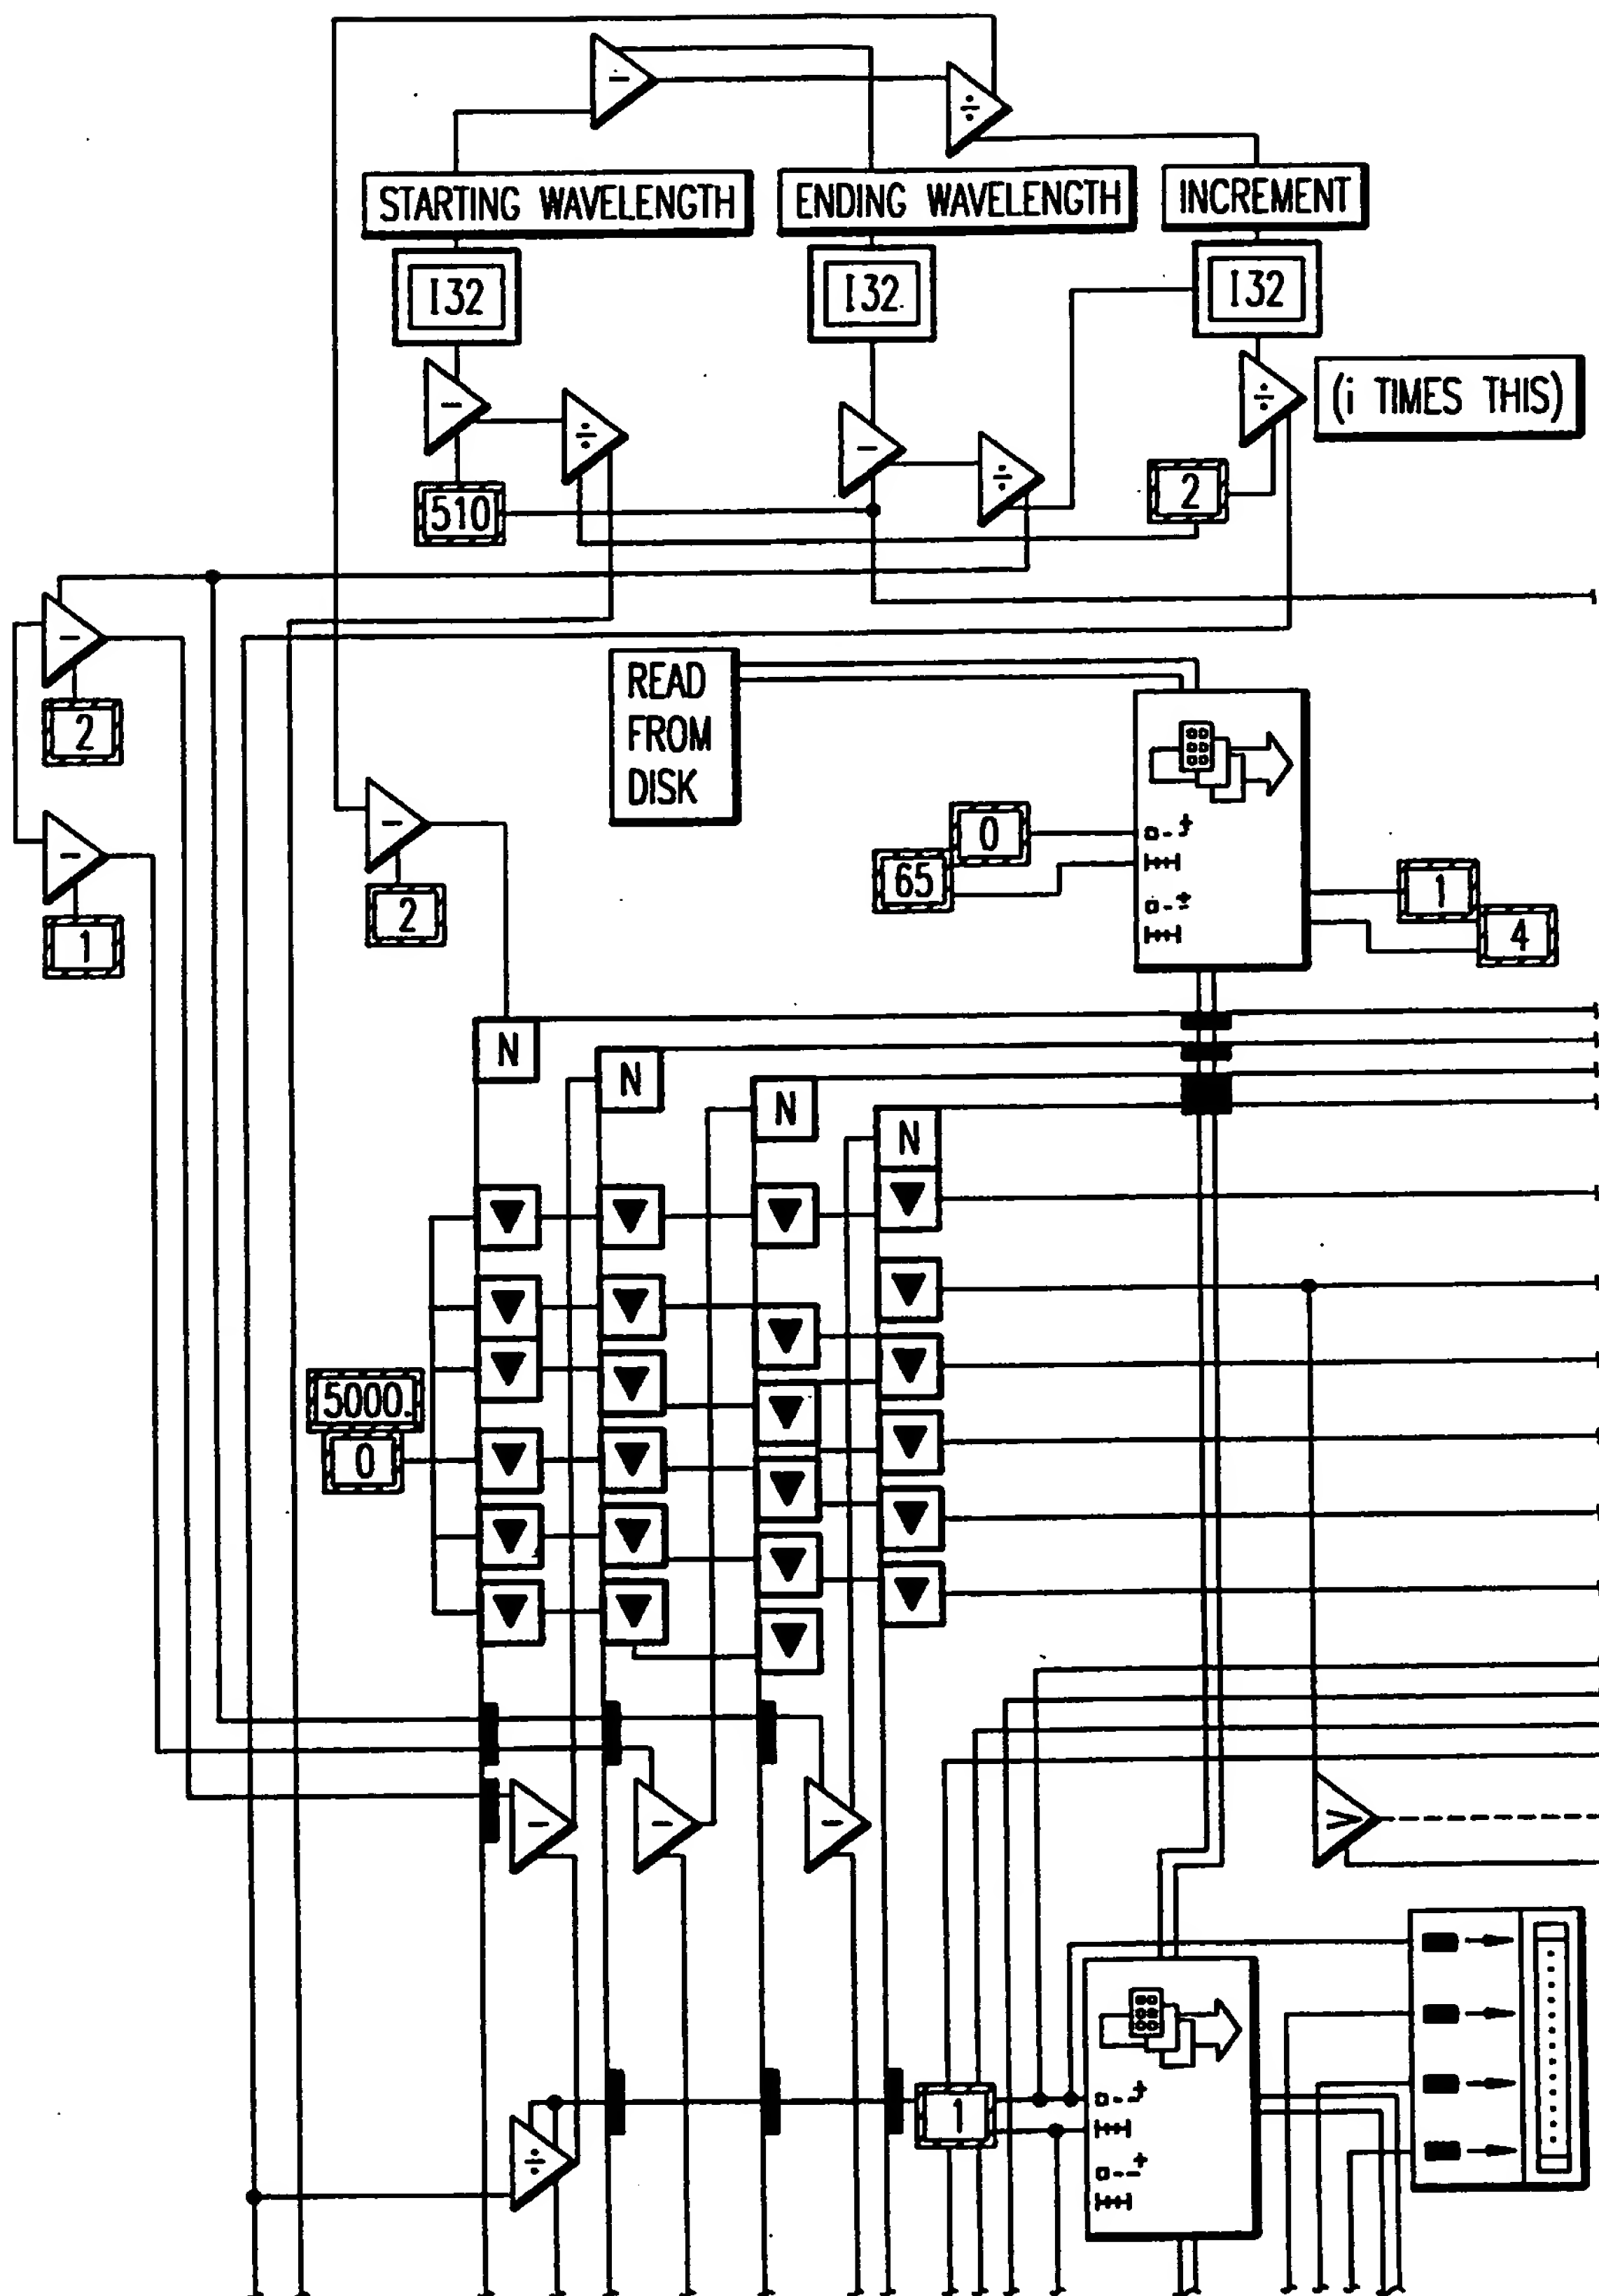 STARTING WAVELENGTH
ENDING WAVELENGTH
INCREMENT
I32
I32
I32
(i TIMES THIS)
510
2
READ
FROM
DISK
2
0
65
1
4
2
1
N
N
N
N
5000.
0
1